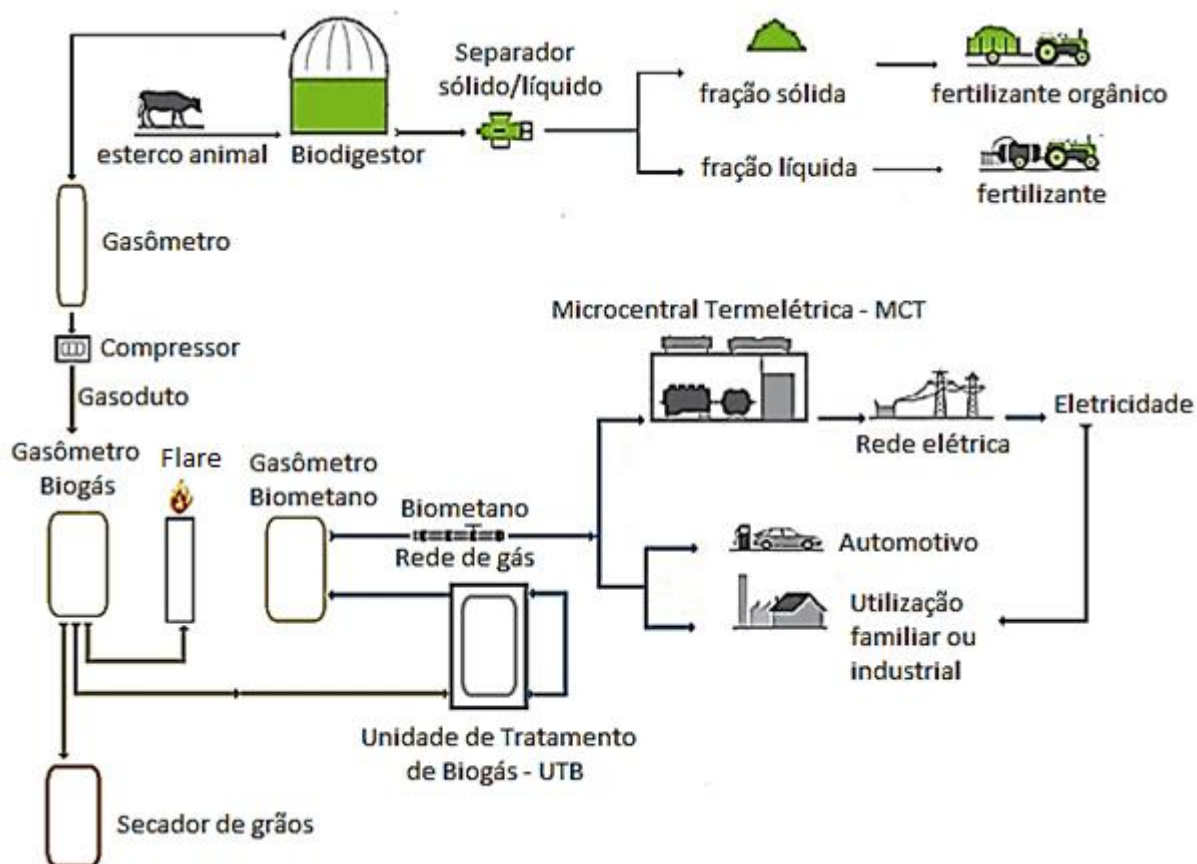 Separador
sólido/líquido
fração sólida
fertilizante orgânico
esterco animal
Biodigestor
fração líquida
fertilizante
Gasômetro
Compressor
Gasoduto
Microcentral Termelétrica - MCT
Rede elétrica
Eletricidade
Gasômetro
Biogás
Flare
Gasômetro
Biometano
Biometano
Rede de gás
Automotivo
Utilização
familiar ou
industrial
Unidade de Tratamento
de Biogás - UTB
Secador de grãos